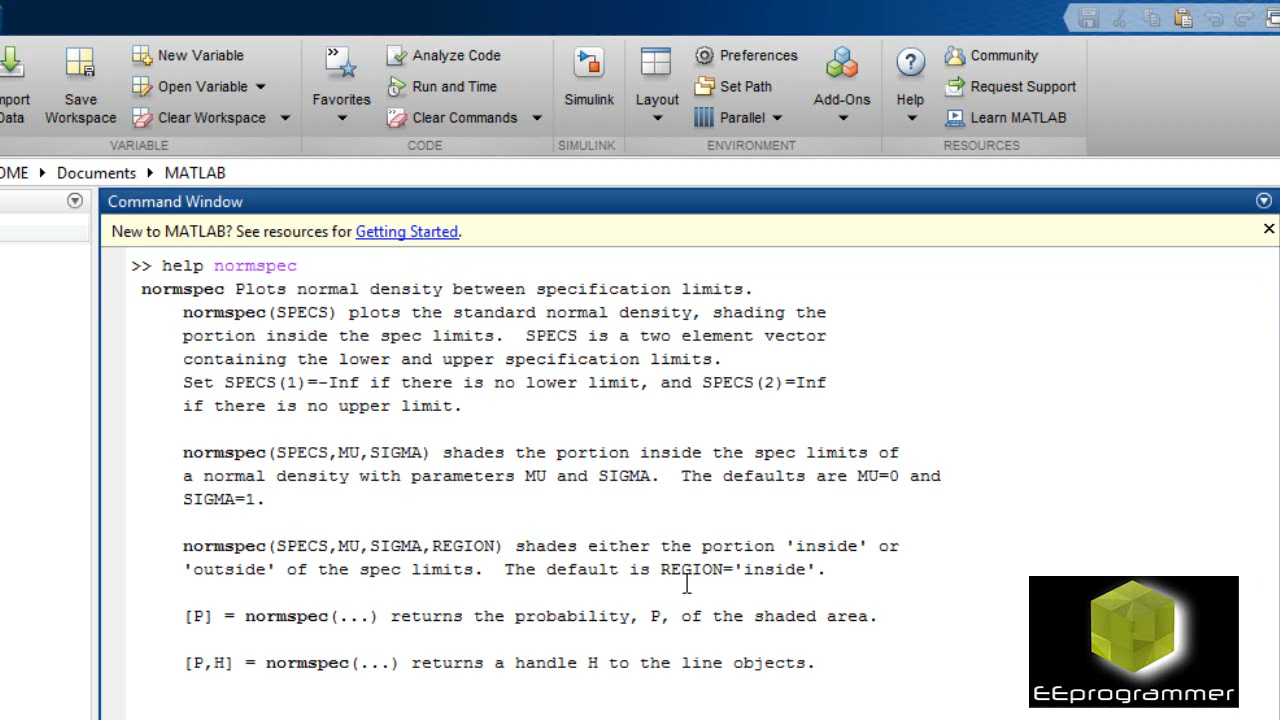 New Variable
Analyze Code
Preferences
Community
Open Variable
Run and Time
Set Path
Request Support
mport
Data
Save
Workspace
Clear Workspace
Favorites
Clear Commands
Simulink
Layout
Parallel
Add-Ons
Help
Learn MATLAB
VARIABLE
CODE
SIMULINK
ENVIRONMENT
RESOURCES
OME Documents MATLAB
Command Window
New to MATLAB? See resources for Getting Started.
>> help normspec
normspec Plots normal density between specification limits.
normspec(SPECS) plots the standard normal density, shading the
portion inside the spec limits.  SPECS is a two element vector
containing the lower and upper specification limits.
Set SPECS(1)=-Inf if there is no lower limit, and SPECS(2)=Inf
if there is no upper limit.
normspec(SPECS,MU,SIGMA) shades the portion inside the spec limits of
a normal density with parameters MU and SIGMA.  The defaults are MU=0 and
SIGMA=1.
normspec(SPECS,MU,SIGMA,REGION) shades either the portion 'inside' or
'outside' of the spec limits.  The default is REGION='inside'.
[P] = normspec(...) returns the probability, P, of the shaded area.
[P,H] = normspec(...) returns a handle H to the line objects.
EEprogrammer